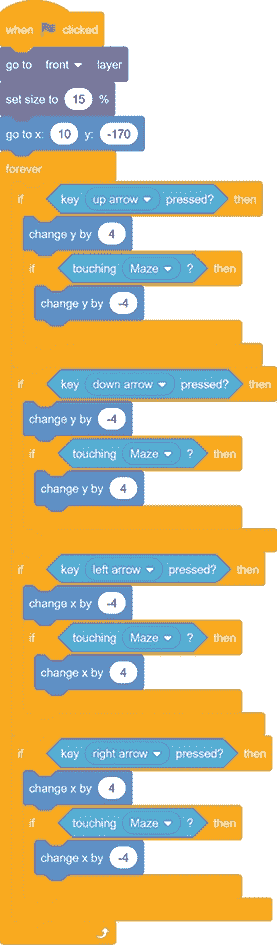 when clicked
go to front layer
set size to 15 %
go to x: 10 y: -170
forever
if key up arrow pressed? then
change y by 4
if touching Maze ? then
change y by -4
if key down arrow pressed? then
change y by -4
if touching Maze ? then
change y by 4
if key left arrow pressed? then
change x by -4
if touching Maze ? then
change x by 4
if key right arrow pressed? then
change x by 4
if touching Maze ? then
change x by -4